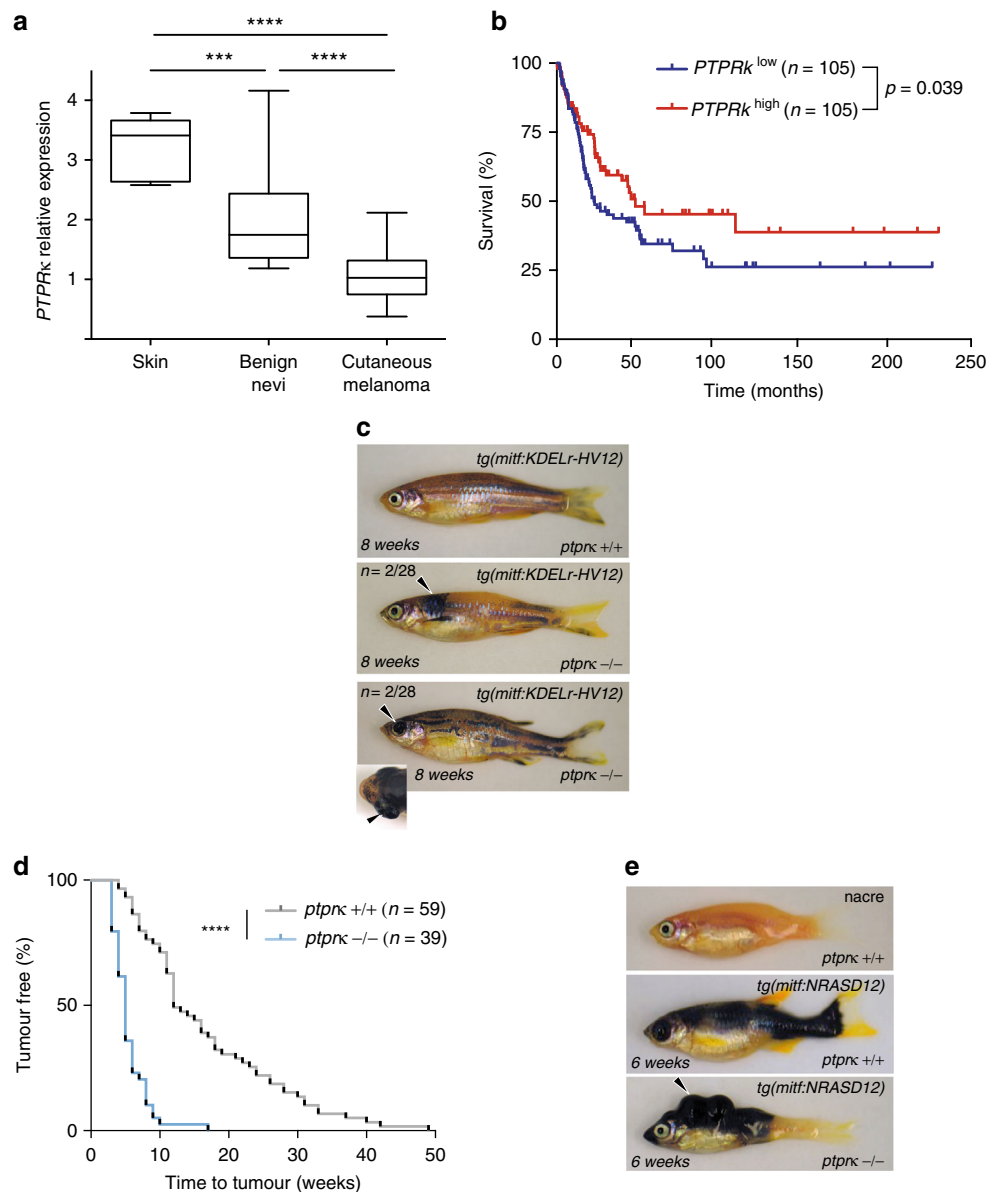 a
****
***
****
PTPRκ relative expression
4
3
2
1
Skin
Benign
nevi
Cutaneous
melanoma
b
Survival (%)
100
75
50
25
0
PTPRk low (n = 105)
PTPRk high (n = 105)
p = 0.039
0
50
100
150
200
250
Time (months)
c
tg(mitf:KDELr-HV12)
8 weeks
ptprκ +/+
n= 2/28
tg(mitf:KDELr-HV12)
8 weeks
ptprκ –/–
n= 2/28
tg(mitf:KDELr-HV12)
8 weeks
ptprκ –/–
d
Tumour free (%)
100
50
0
****
ptprκ +/+ (n = 59)
ptprκ –/– (n = 39)
0
10
20
30
40
50
Time to tumour (weeks)
e
nacre
ptprκ +/+
tg(mitf:NRASD12)
6 weeks
ptprκ +/+
tg(mitf:NRASD12)
6 weeks
ptprκ –/–